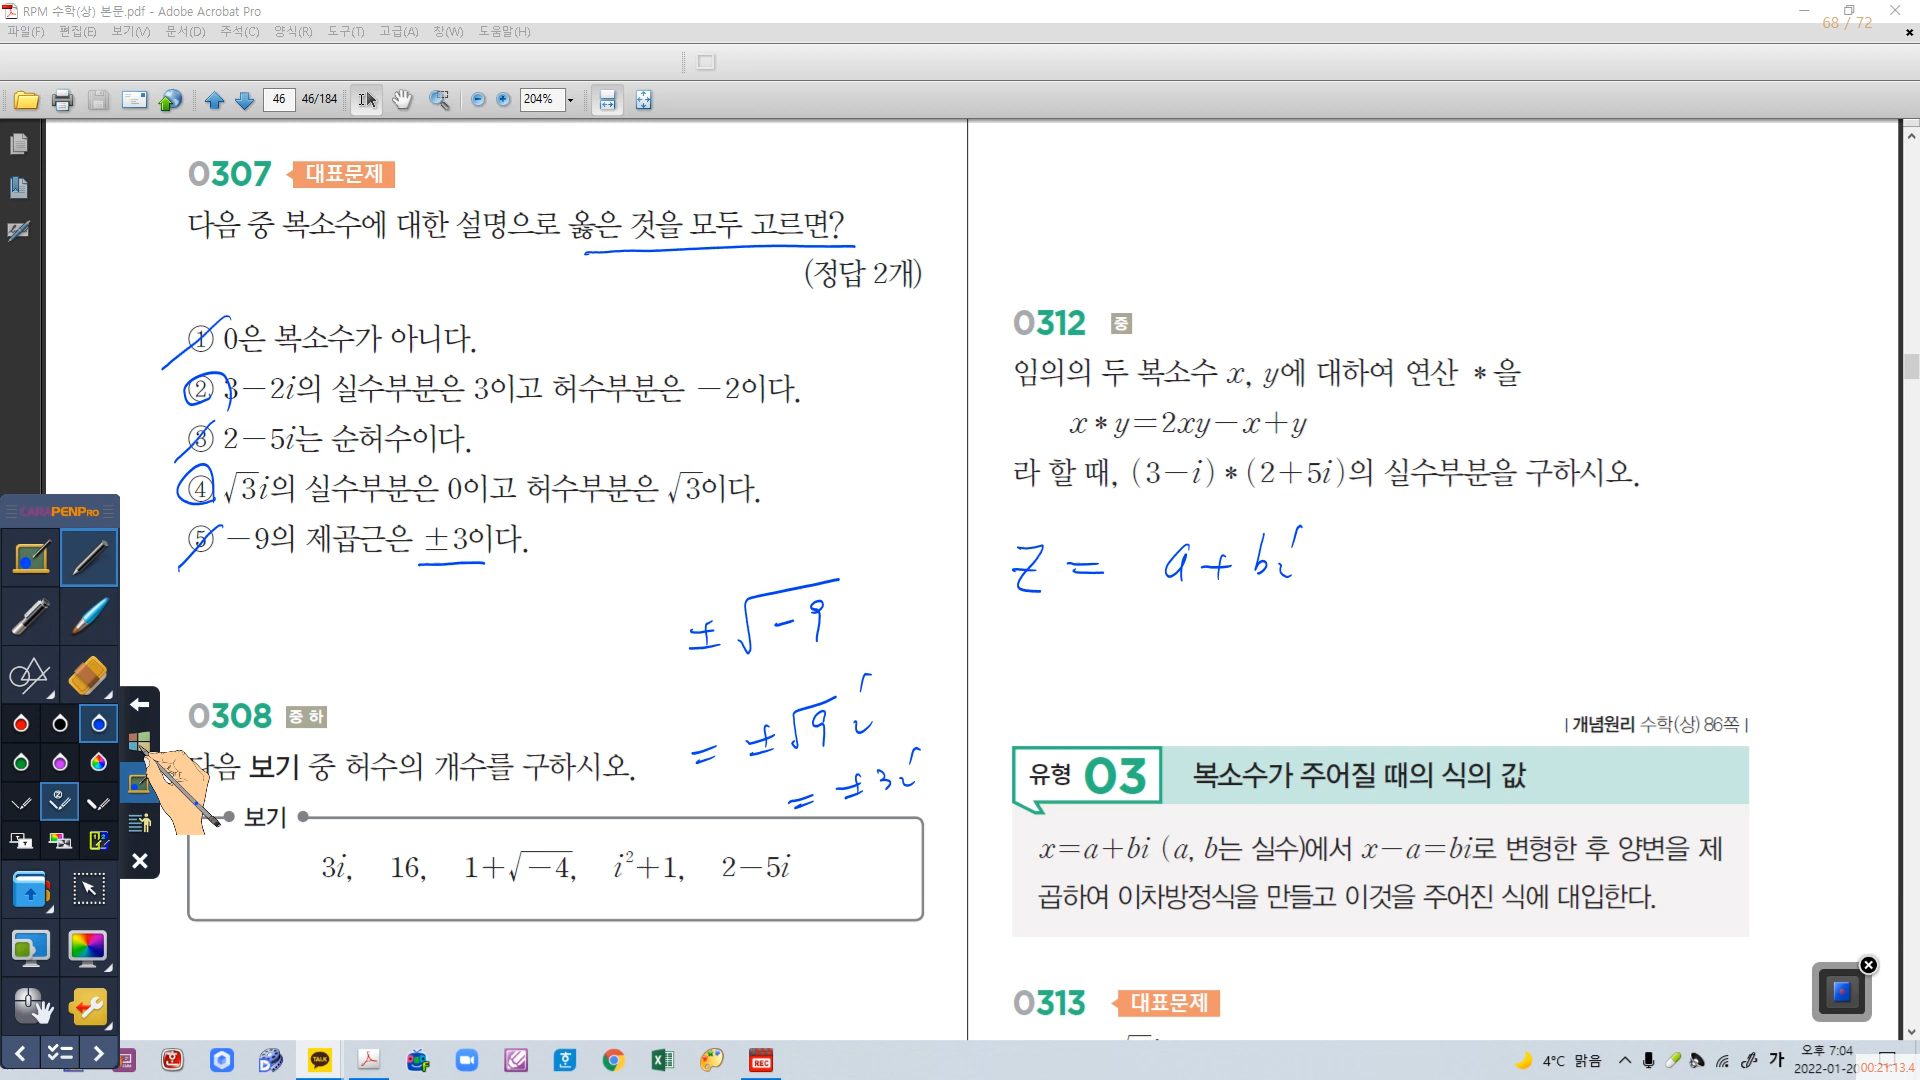 RPM 수학(상) 본문.pdf - Adobe Acrobat Pro
68 / 72
파일(F) 편집(E) 보기(V) 문서(D) 주석(C) 양식(R) 도구(T) 고급(A) 창(W) 도움말(H)
46 46/184 204%
0307 대표문제
다음 중 복소수에 대한 설명으로 옳은 것을 모두 고르면?
(정답 2개)
① 0은 복소수가 아니다.
② 3-2i의 실수부분은 3이고 허수부분은 -2이다.
③ 2-5i는 순허수이다.
④ √3i의 실수부분은 0이고 허수부분은 √3이다.
⑤ -9의 제곱근은 ±3이다.
± √-9
= ±√9 i
= ±3i
0308 중 하
다음 보기 중 허수의 개수를 구하시오.
보기
3i, 16, 1+√-4, i²+1, 2-5i
0312 중
임의의 두 복소수 x, y에 대하여 연산 *을
x*y=2xy-x+y
라 할 때, (3-i)*(2+5i)의 실수부분을 구하시오.
Z = a+bi
| 개념원리 수학(상) 86쪽 |
유형 03 복소수가 주어질 때의 식의 값
x=a+bi (a, b는 실수)에서 x-a=bi로 변형한 후 양변을 제
곱하여 이차방정식을 만들고 이것을 주어진 식에 대입한다.
0313 대표문제
CARAPENPRO
TALK
REC
4°C 맑음
가
오후 7:04
2022-01-20
00:21:13.4